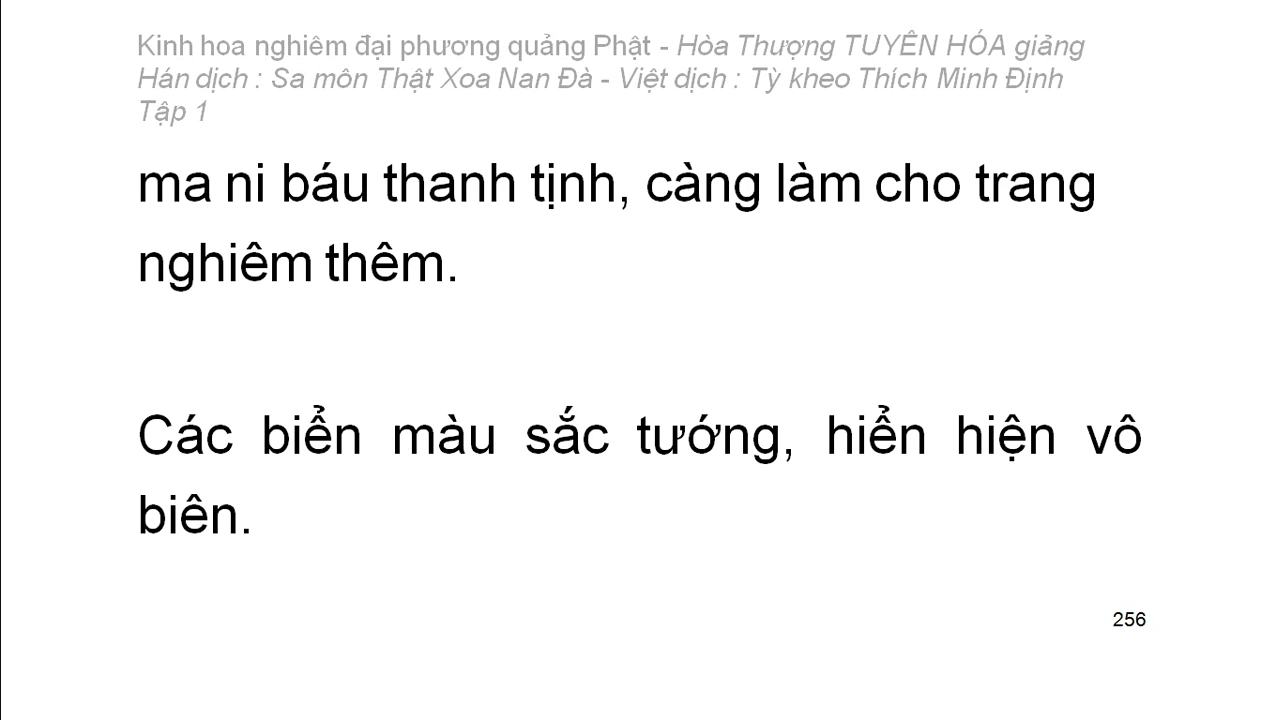 Kinh hoa nghiêm đại phương quảng Phật - Hòa Thượng TUYÊN HÓA giảng
Hán dịch : Sa môn Thật Xoa Nan Đà - Việt dịch : Tỳ kheo Thích Minh Định
Tập 1
ma ni báu thanh tịnh, càng làm cho trang
nghiêm thêm.
Các biển màu sắc tướng, hiển hiện vô
biên.
256